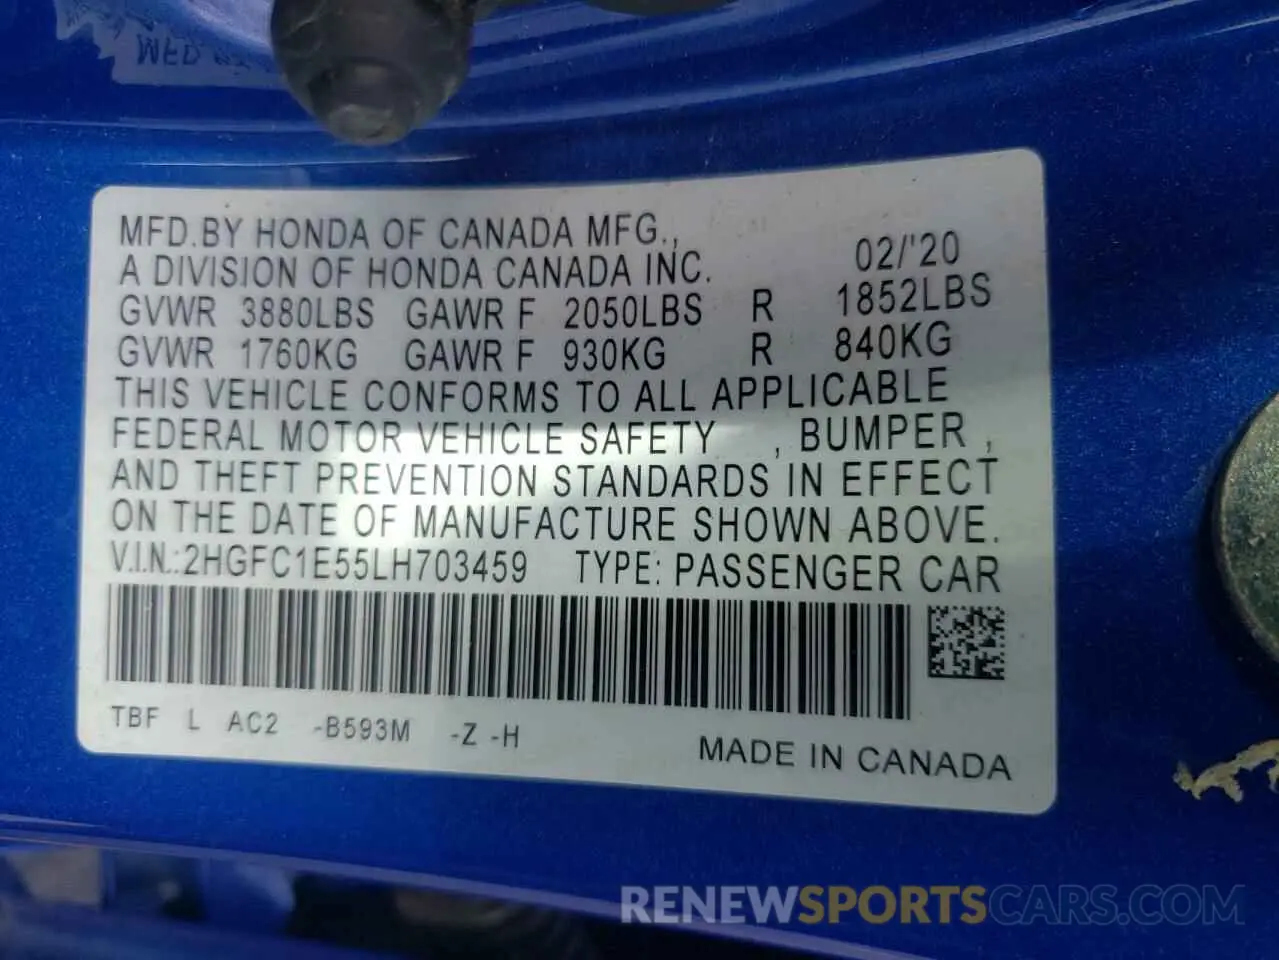 MFD.BY HONDA OF CANADA MFG.,
A DIVISION OF HONDA CANADA INC. 02/'20
GVWR 3880LBS GAWR F 2050LBS R 1852LBS
GVWR 1760KG GAWR F 930KG R 840KG
THIS VEHICLE CONFORMS TO ALL APPLICABLE
FEDERAL MOTOR VEHICLE SAFETY , BUMPER ,
AND THEFT PREVENTION STANDARDS IN EFFECT
ON THE DATE OF MANUFACTURE SHOWN ABOVE.
V.I.N.:2HGFC1E55LH703459 TYPE: PASSENGER CAR
TBF L AC2 -B593M -Z -H
MADE IN CANADA
RENEWSPORTSCARS.COM